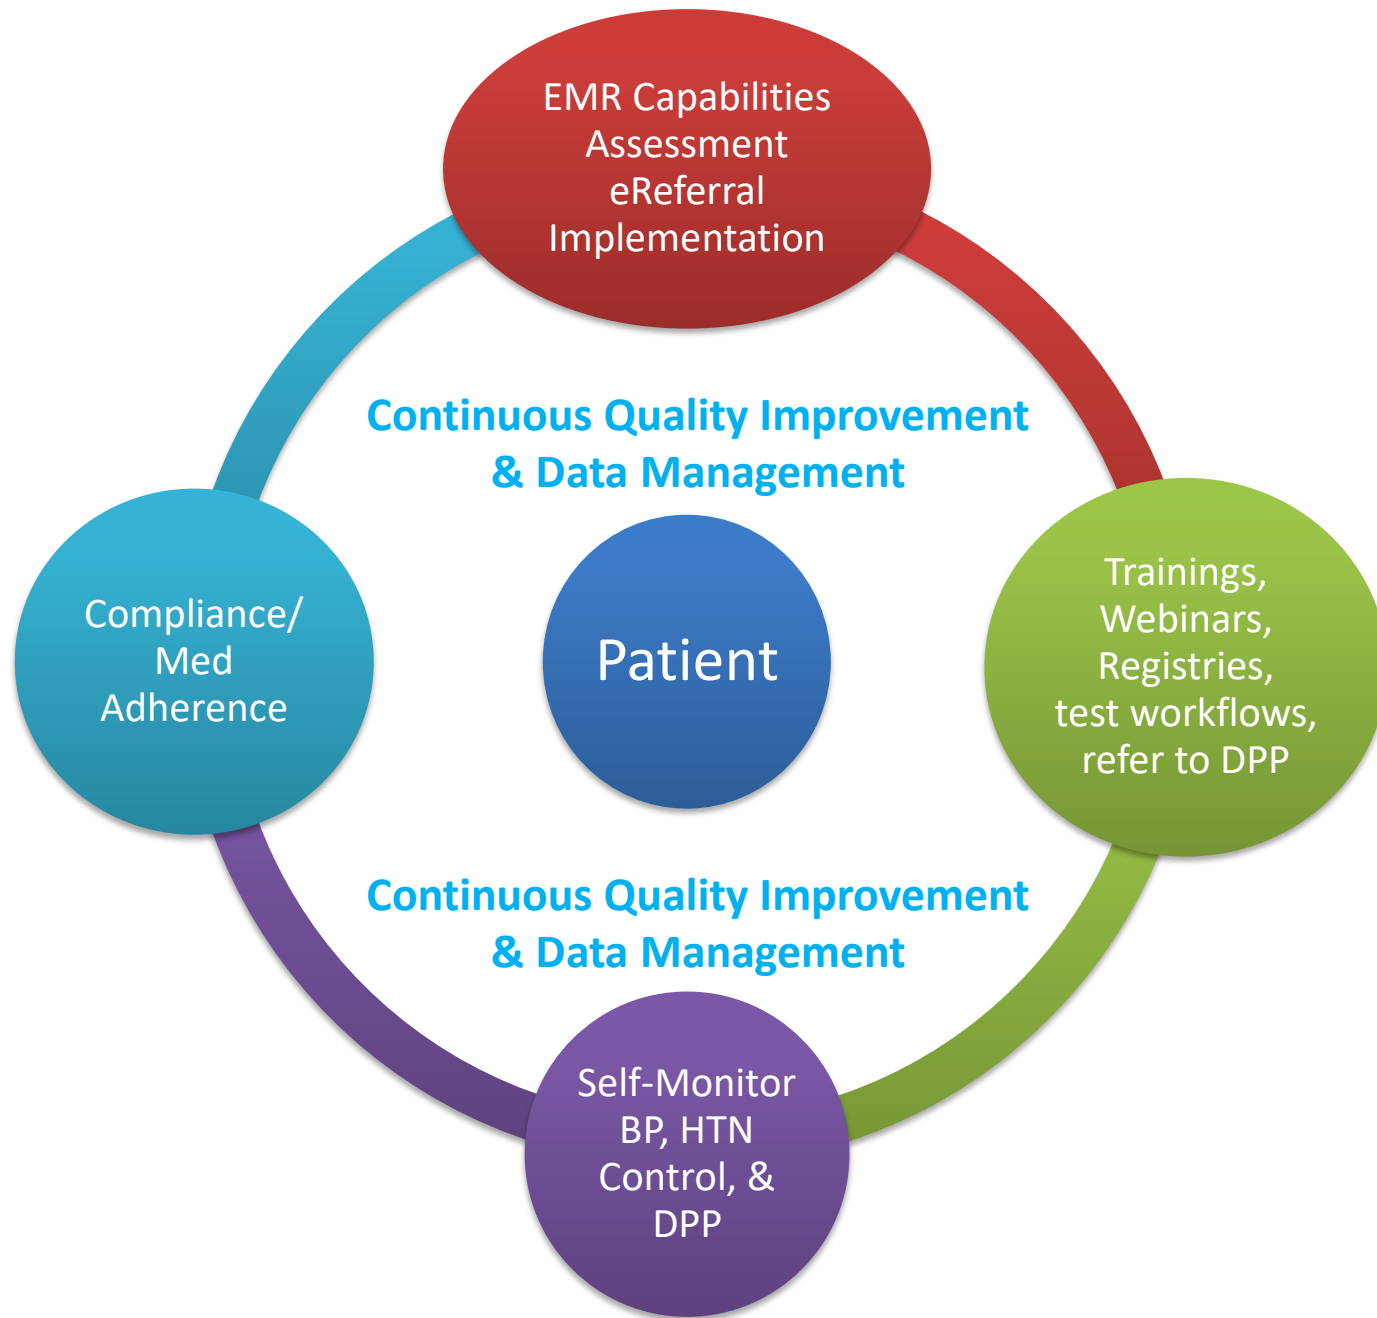 EMR Capabilities
Assessment
eReferral
Implementation
Continuous Quality Improvement
& Data Management
Compliance/
Med
Adherence
Patient
Trainings,
Webinars,
Registries,
test workflows,
refer to DPP
Continuous Quality Improvement
& Data Management
Self-Monitor
BP, HTN
Control, &
DPP